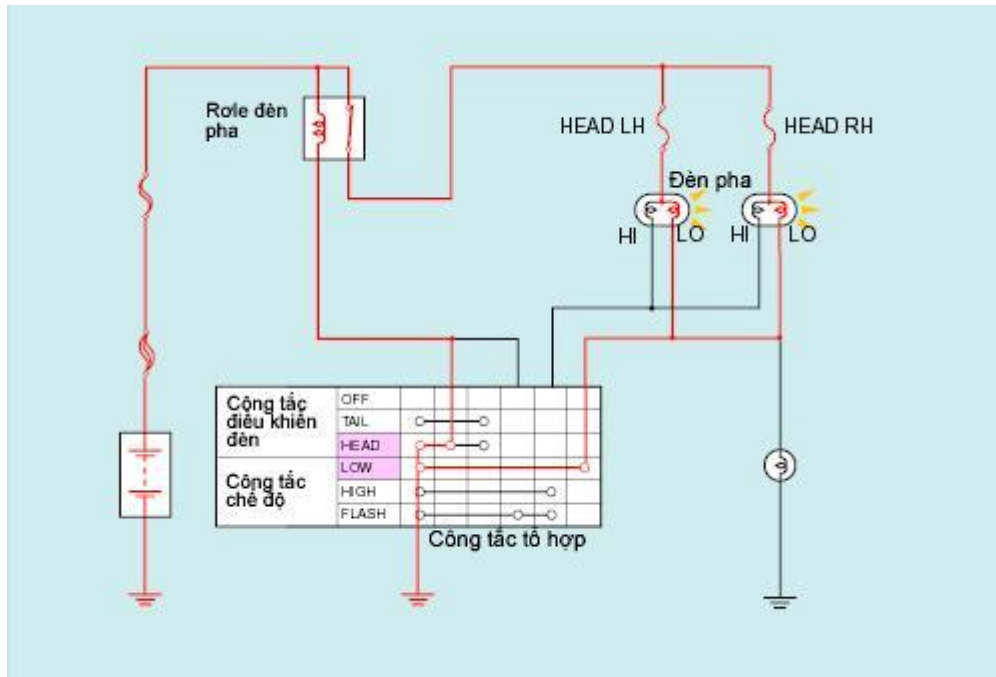 Rơle đèn
pha
HEAD LH
HEAD RH
Đèn pha
HI
LO
HI
LO
Công tắc
điều khiển
đèn
OFF
TAIL
HEAD
Công tắc
chế độ
LOW
HIGH
FLASH
Công tắc tổ hợp